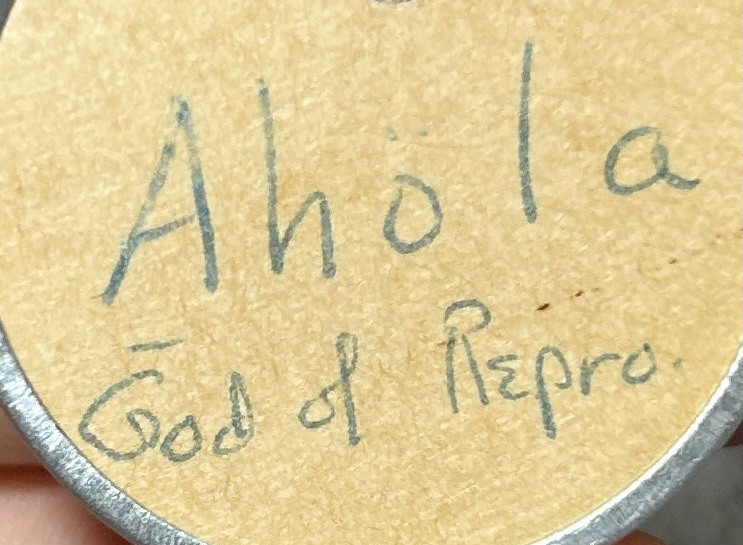 Ahöla
God of Repro.